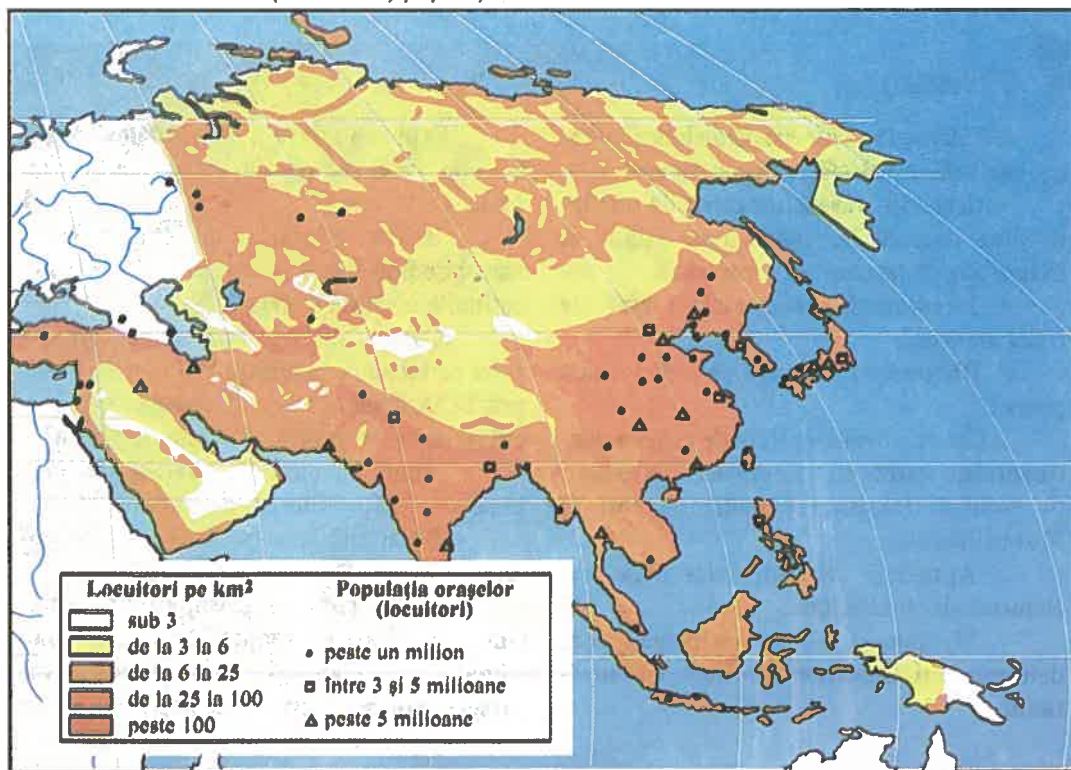 Locuitori pe km²
sub 3
de la 3 la 6
de la 6 la 25
de la 25 la 100
peste 100
Populația orașelor
(locuitori)
peste un milion
între 3 și 5 milioane
peste 5 milioane